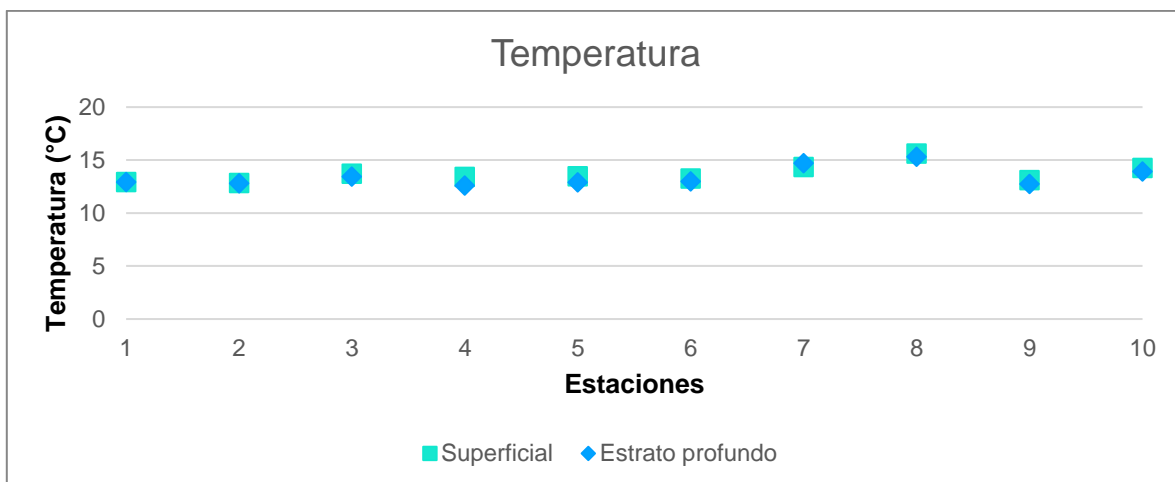 Temperatura
Temperatura (°C)
20
15
10
5
0
1 2 3 4 5 6 7 8 9 10
Estaciones
Superficial Estrato profundo